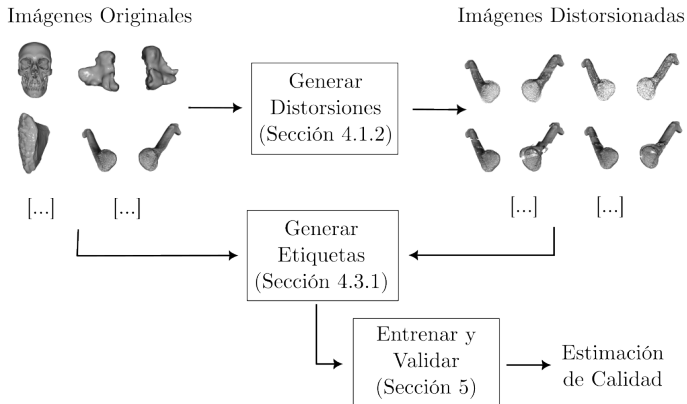 Imágenes Originales
Imágenes Distorsionadas
Generar
Distorsiones
(Sección 4.1.2)
[...]
[...]
[...]
[...]
Generar
Etiquetas
(Sección 4.3.1)
Entrenar y
Validar
(Sección 5)
Estimación
de Calidad